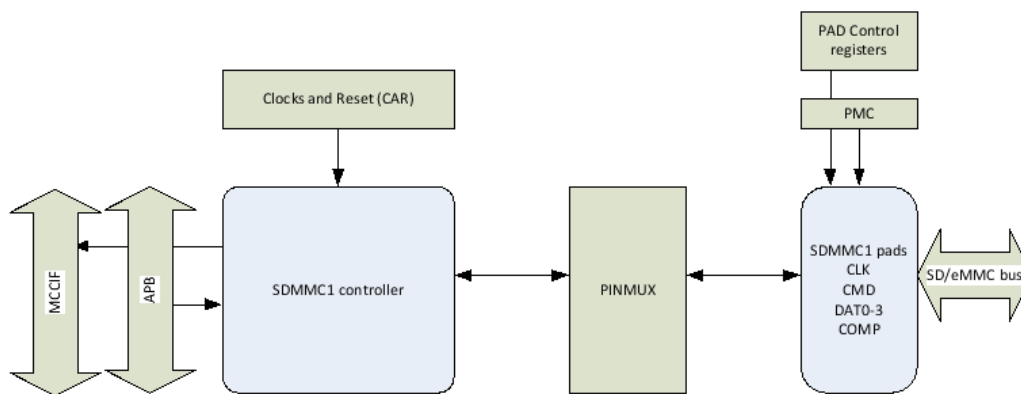 PAD Control
registers
Clocks and Reset (CAR)
PMC
MCCIF
APB
SDMMC1 controller
PINMUX
SDMMC1 pads
CLK
CMD
DAT0-3
COMP
SD/eMMC bus